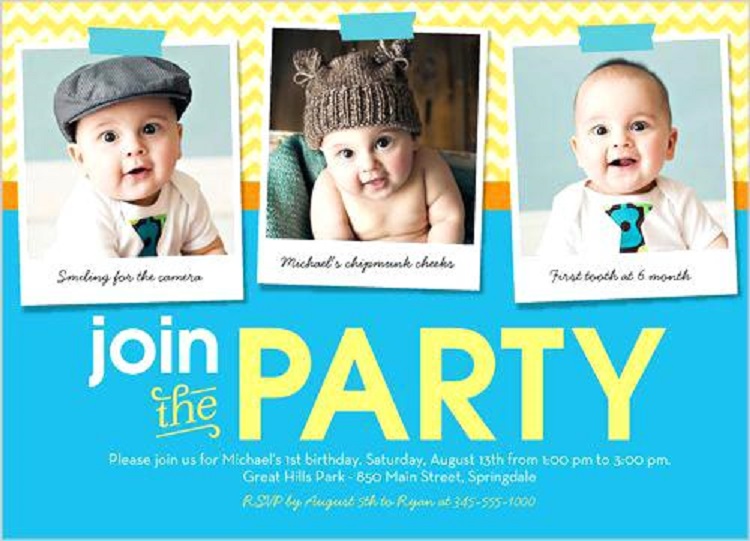 Smiling for the camera
Michael's chipmunk cheeks
First tooth at 6 month
join
the
PARTY
Please join us for Michael's 1st birthday, Saturday, August 13th from 1:00 pm to 3:00 pm.
Great Hills Park - 850 Main Street, Springdale
RSVP by August 5th to Ryan at 345-555-1000